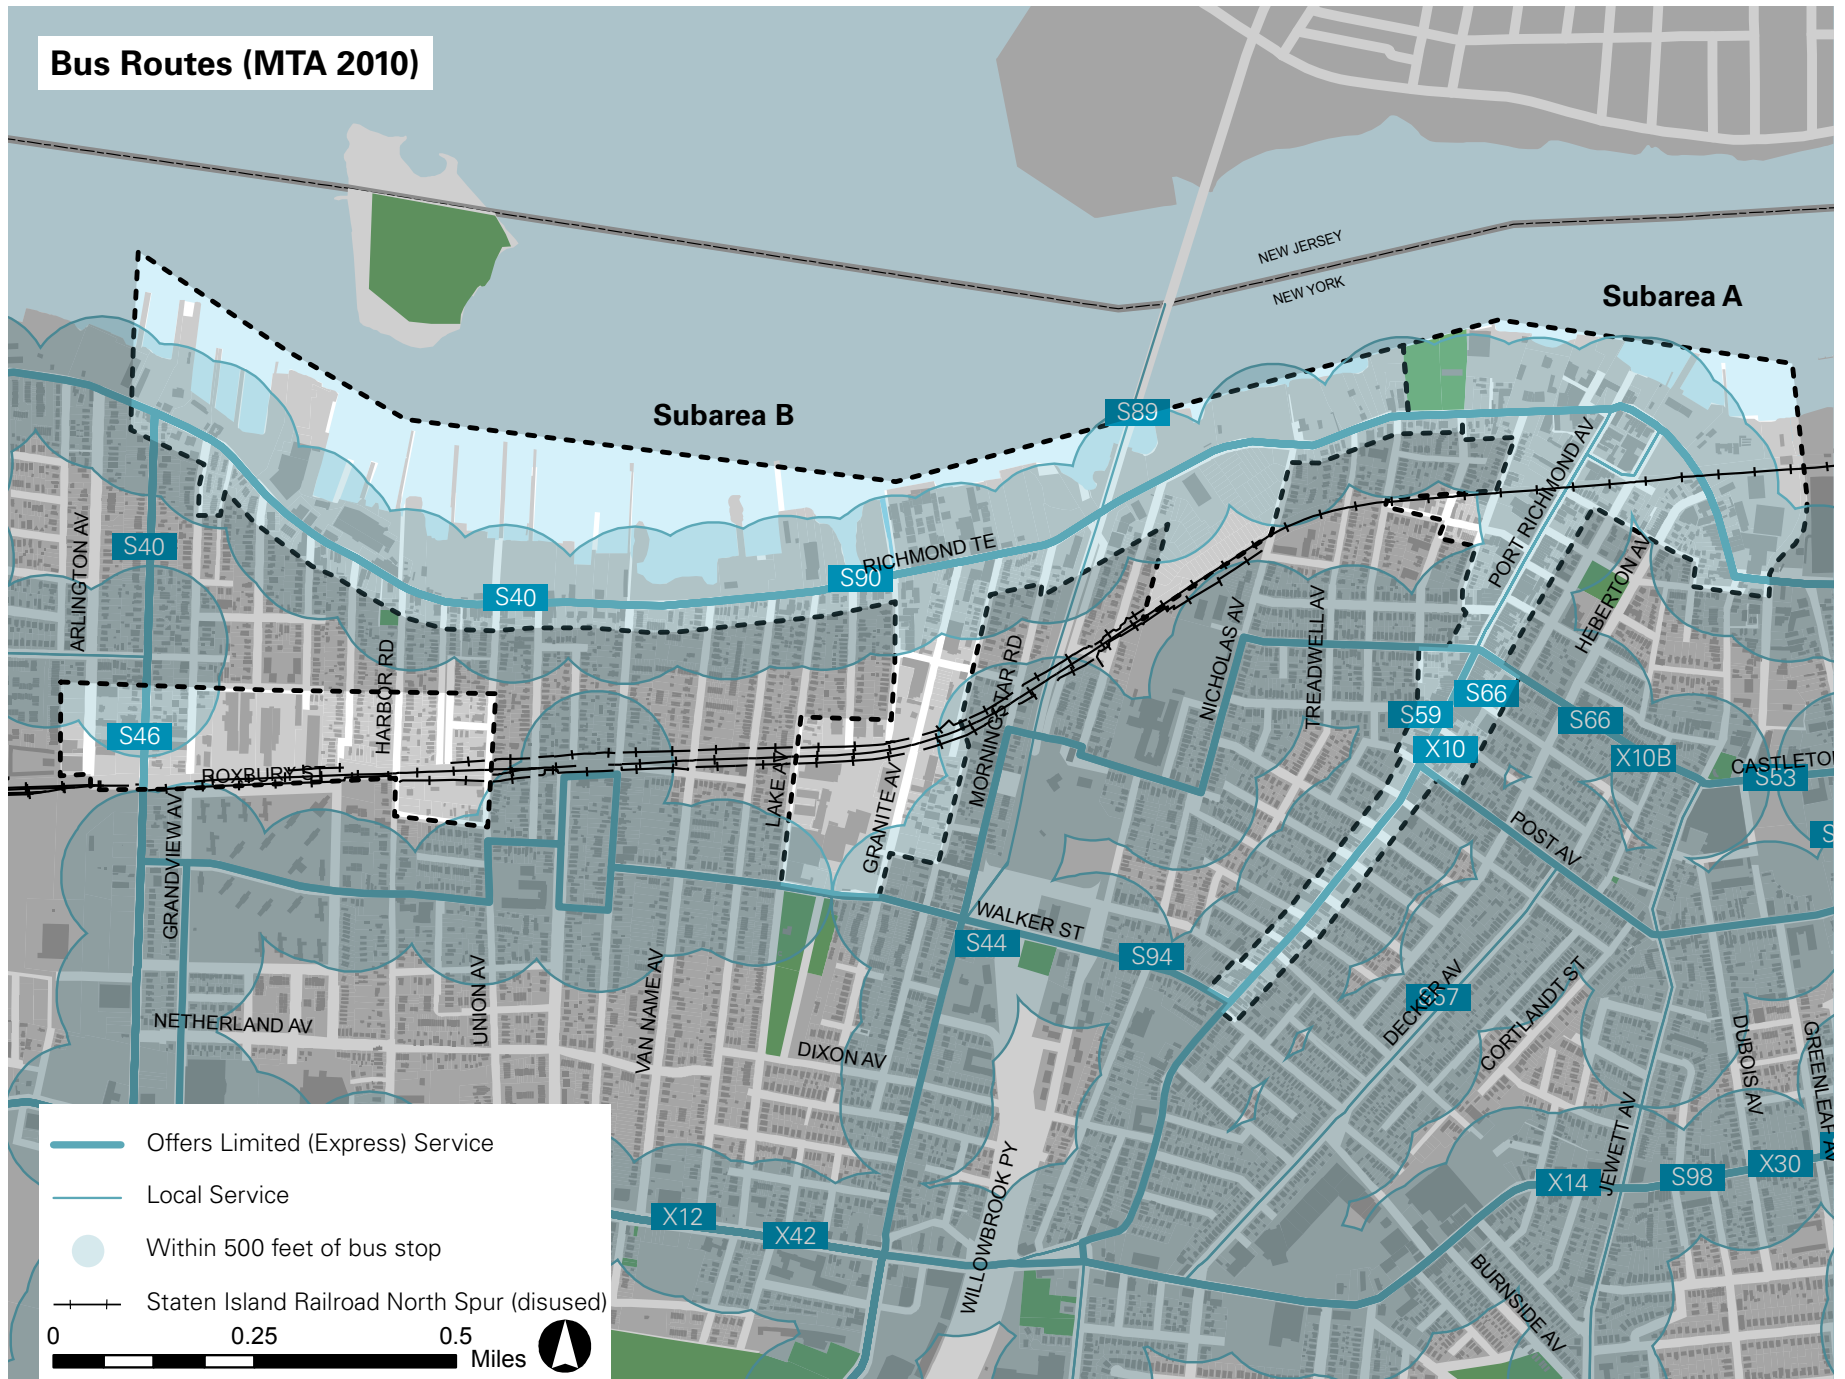 Bus Routes (MTA 2010)
NEW JERSEY
NEW YORK
Subarea A
Subarea B
S89
PORT RICHMOND AV
ARLINGTON AV
S40
RICHMOND TE
S90
S40
HEBERTON AV
NICHOLAS AV
TREADWELL AV
HARBOR RD
MORNINGSTAR RD
S66
S59
S66
S46
X10
X10B
CASTLETON
S53
ROXBURY ST
LAKE AV
GRANITE AV
GRANDVIEW AV
POST AV
S
WALKER ST
S44
S94
UNION AV
VAN NAME AV
S57
DECKER AV
CORTLANDT ST
NETHERLAND AV
DIXON AV
DUBOIS AV
GREENLEAF AV
JEWETT AV
WILLOWBROOK PY
X14
S98
X30
X12
X42
BURNSIDE AV
Offers Limited (Express) Service
Local Service
Within 500 feet of bus stop
Staten Island Railroad North Spur (disused)
0 0.25 0.5
Miles